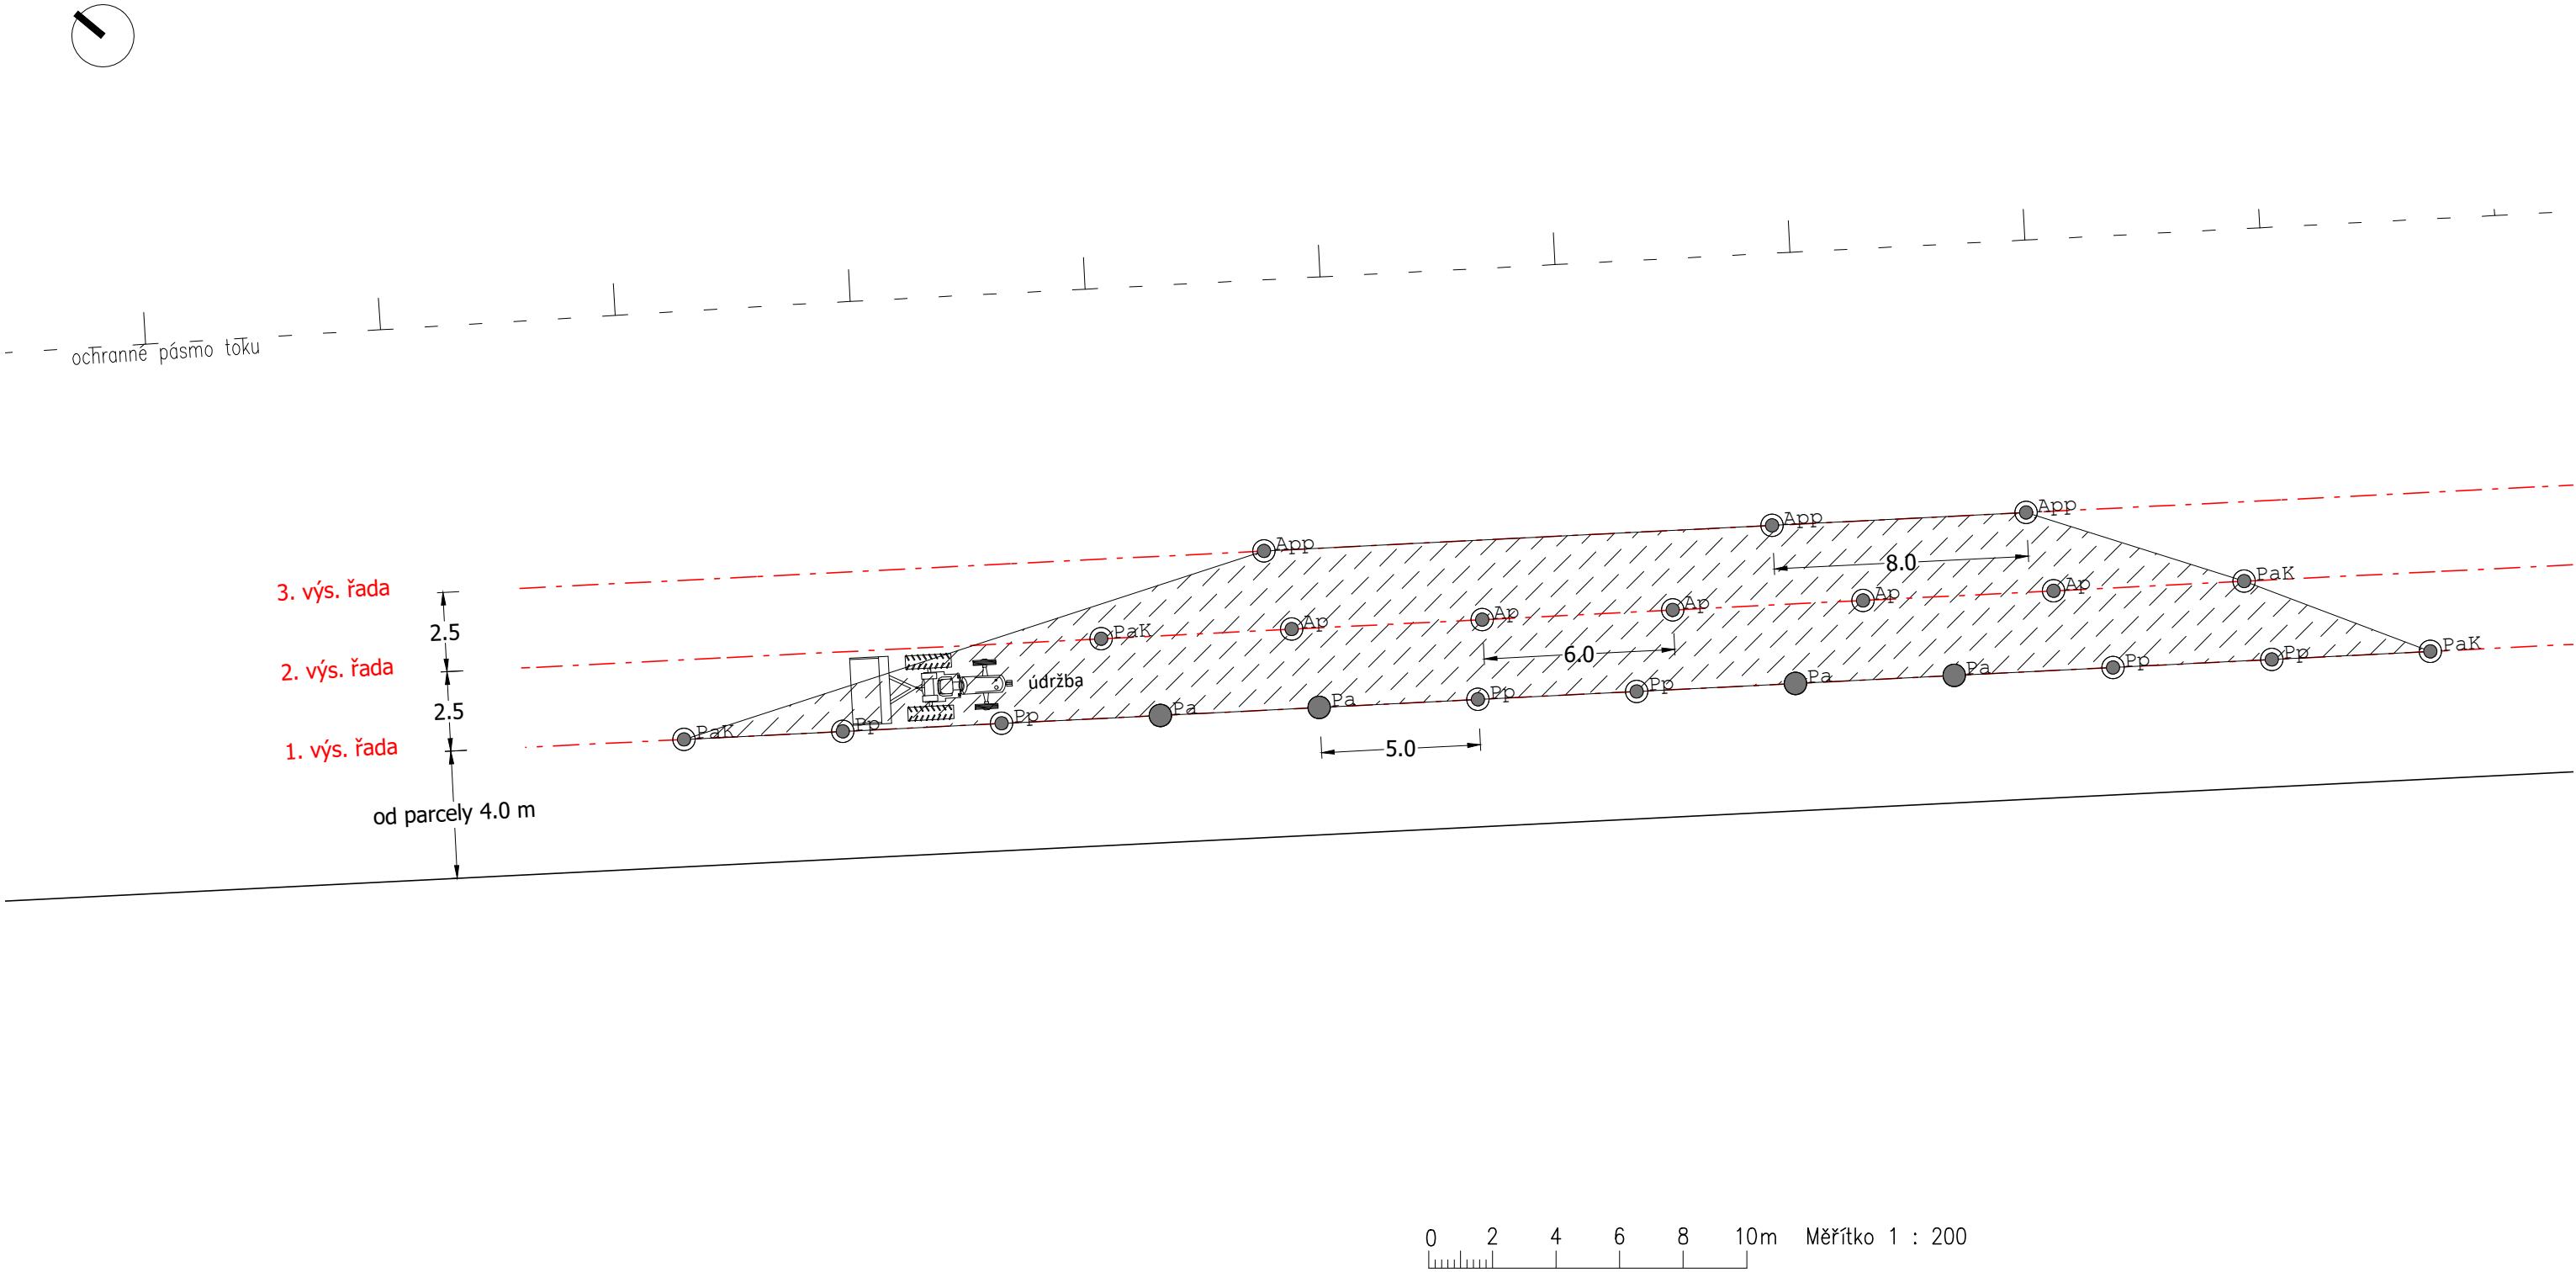 ochranné pásmo toku
App
App
App
8.0
3. výs. řada
PaK
Ap
Ap
Ap
Ap
Ap
PaK
2.5
6.0
2. výs. řada
údržba
2.5
PaK
Pp
Pp
Pa
Pa
Pp
Pp
Pa
Pa
Pp
Pp
PaK
1. výs. řada
5.0
od parcely 4.0 m
0 2 4 6 8 10m Měřítko 1 : 200